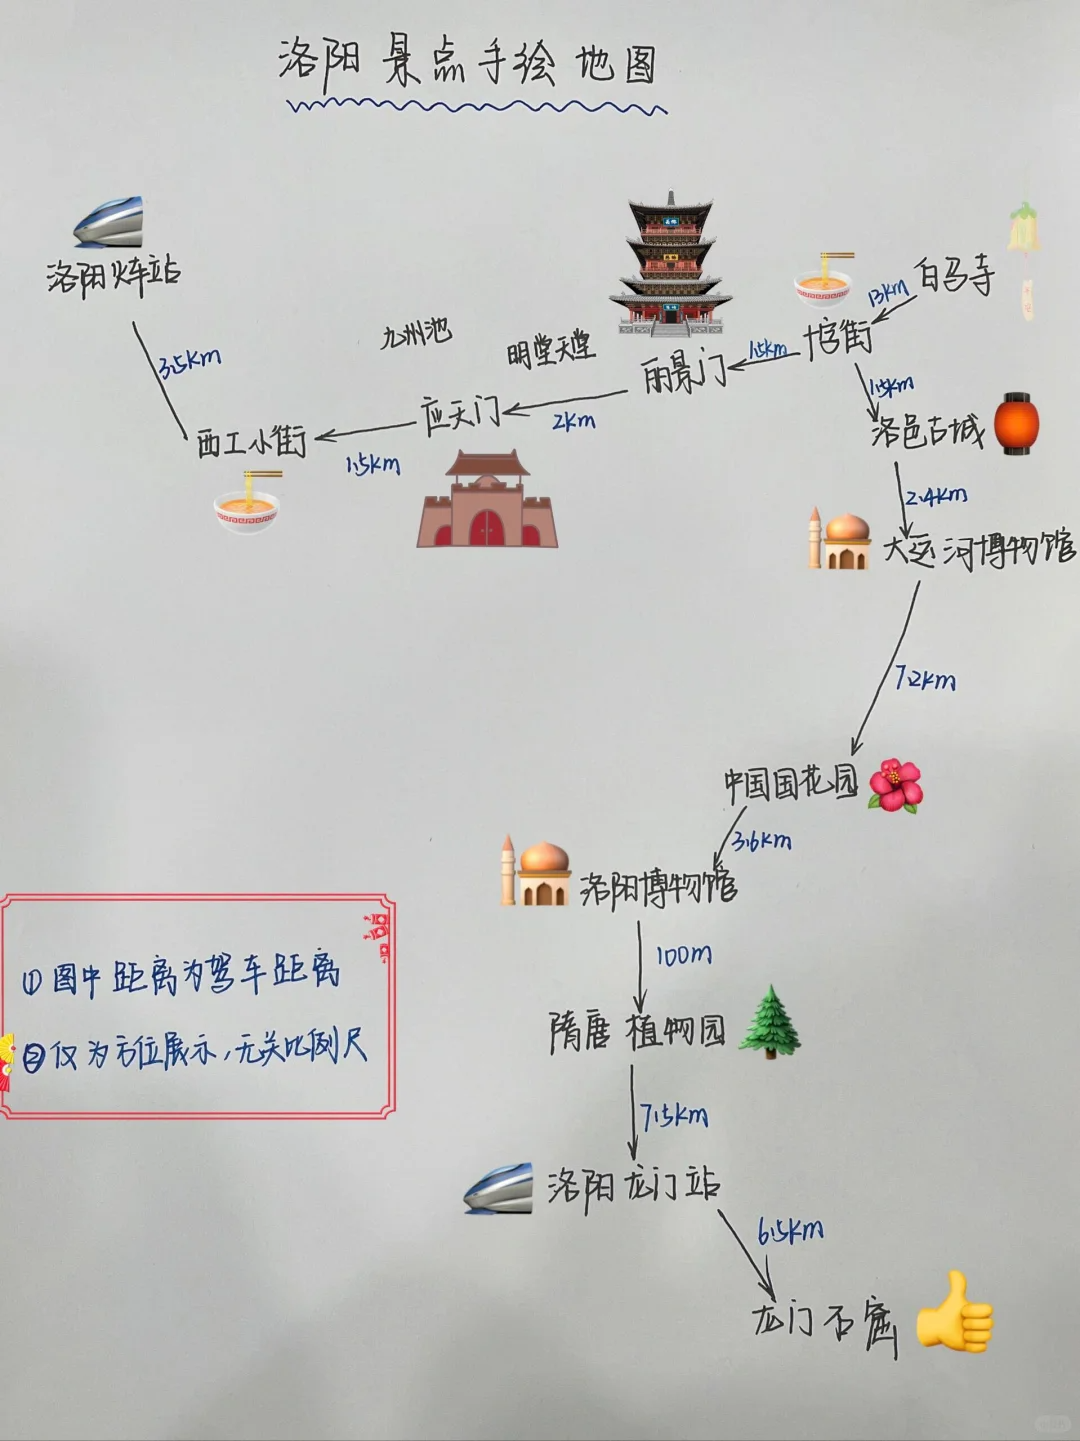 洛阳景点手绘地图
洛阳火车站
3.5km
九州池
明堂天堂
丽景门
1.5km
十字街
13km
白马寺
1.5km
洛邑古城
2km
应天门
1.5km
西工小街
2.4km
大运河博物馆
7.2km
中国国花园
3.6km
洛阳博物馆
100m
隋唐植物园
7.5km
洛阳龙门站
6.5km
龙门石窟
①图中距离为驾车距离
②仅为方位展示,无关比例尺